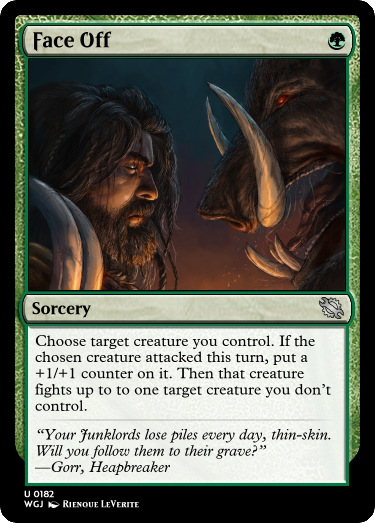 Face Off
Sorcery
Choose target creature you control. If the
chosen creature attacked this turn, put a
+1/+1 counter on it. Then that creature
fights up to to one target creature you don't
control.
"Your Junklords lose piles every day, thin-skin.
Will you follow them to their grave?"
—Gorr, Heapbreaker
U 0182
WGJ Rienoue LeVerite